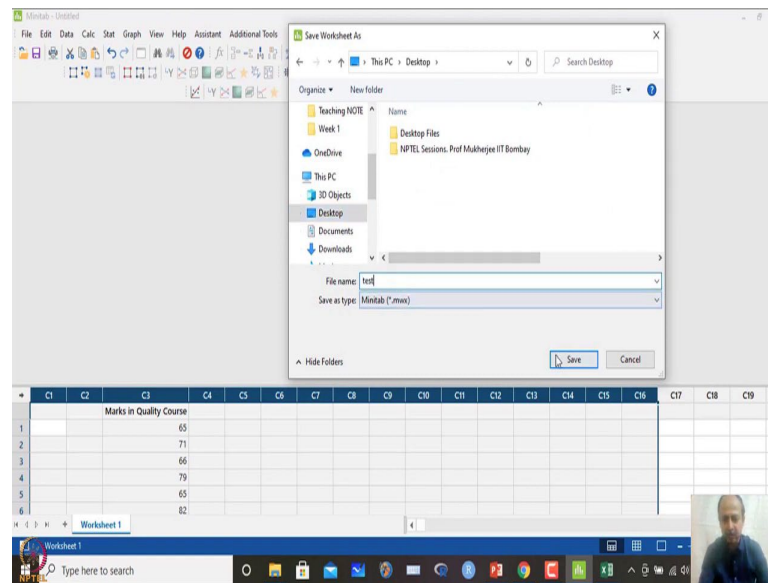 Minitab - Untitled
File Edit Data Calc Stat Graph View Help Assistant Additional Tools
Save Worksheet As
This PC > Desktop >
Search Desktop
Organize
New folder
Teaching NOTE
Week 1
OneDrive
This PC
3D Objects
Desktop
Documents
Downloads
Name
Desktop Files
NPTEL Sessions. Prof Mukherjee IIT Bombay
File name: test
Save as type: Minitab (*.mwx)
Hide Folders
Save Cancel
C1 C2 C3 C4 C5 C6 C7 C8 C9 C10 C11 C12 C13 C14 C15 C16 C17 C18 C19
Marks in Quality Course
1 65
2 71
3 66
4 79
5 65
6 82
Worksheet 1
Worksheet 1
Type here to search
NPTEL